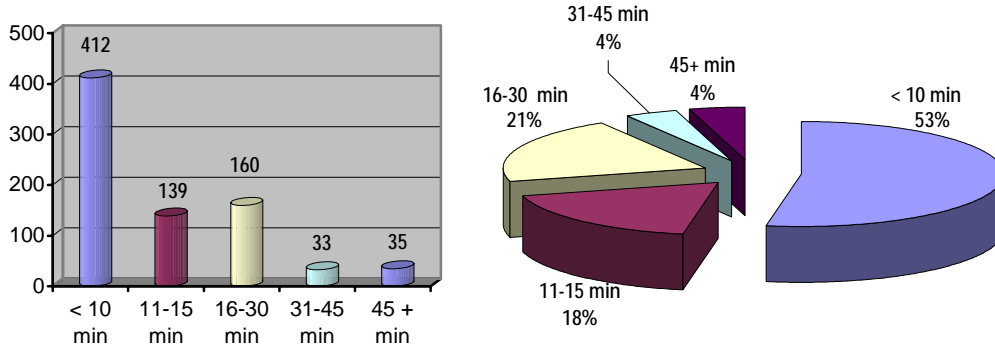 500
400
300
200
100
0
412
139
160
33
35
< 10
min
11-15
min
16-30
min
31-45
min
45 +
min
31-45 min
4%
45+ min
4%
16-30 min
21%
< 10 min
53%
11-15 min
18%